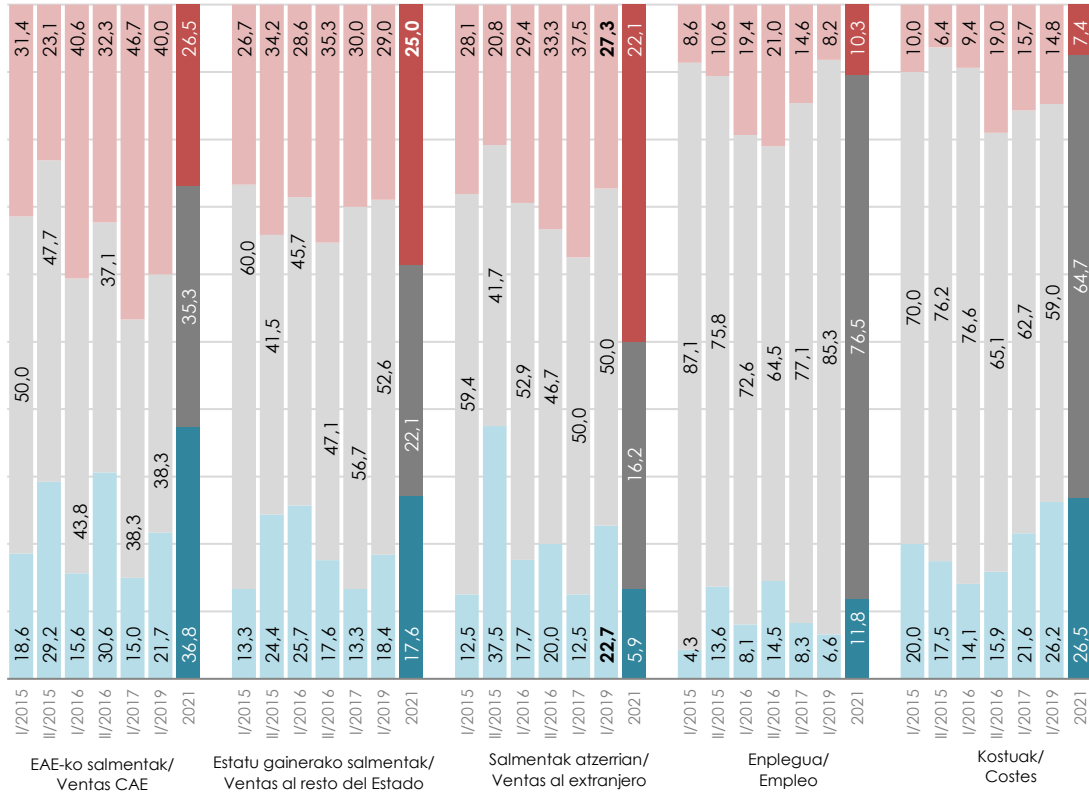 31,4 23,1 40,6 32,3 46,7 40,0 26,5
50,0 47,7 43,8 37,1 38,3 38,3 35,3
18,6 29,2 15,6 30,6 15,0 21,7 36,8
I/2015 II/2015 I/2016 II/2016 I/2017 I/2019 2021
EAE-ko salmentak/
Ventas CAE
26,7 34,2 28,6 35,3 30,0 29,0 25,0
60,0 41,5 45,7 47,1 56,7 52,6 22,1
13,3 24,4 25,7 17,6 13,3 18,4 17,6
I/2015 II/2015 I/2016 II/2016 I/2017 I/2019 2021
Estatu gainerako salmentak/
Ventas al resto del Estado
28,1 20,8 29,4 33,3 37,5 27,3 22,1
59,4 41,7 52,9 46,7 50,0 50,0 16,2
12,5 37,5 17,7 20,0 12,5 22,7 5,9
I/2015 II/2015 I/2016 II/2016 I/2017 I/2019 2021
Salmentak atzerrian/
Ventas al extranjero
8,6 10,6 19,4 21,0 14,6 8,2 10,3
87,1 75,8 72,6 64,5 77,1 85,3 76,5
4,3 13,6 8,1 14,5 8,3 6,6 111,8
I/2015 II/2015 I/2016 II/2016 I/2017 I/2019 2021
Enplegua/
Empleo
10,0 6,4 9,4 19,0 15,7 14,8 7,4
70,0 76,2 76,6 65,1 62,7 59,0 64,7
20,0 17,5 14,1 15,9 21,6 26,2 26,5
I/2015 II/2015 I/2016 II/2016 I/2017 I/2019 2021
Kostuak/
Costes